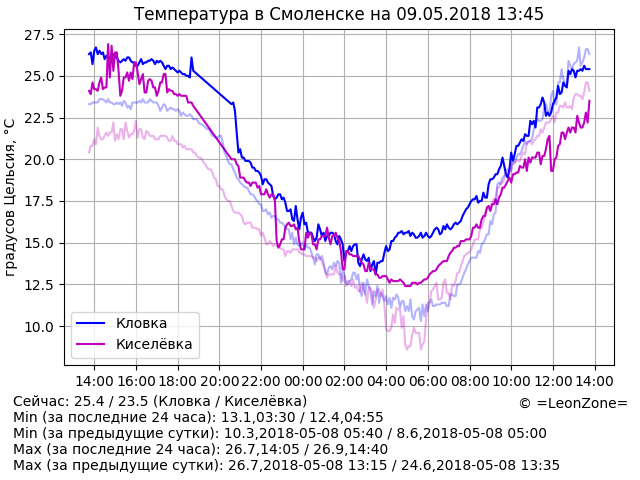 Температура в Смоленске на 09.05.2018 13:45
27.5
25.0
22.5
20.0
17.5
15.0
12.5
10.0
градусов Цельсия, °C
Кловка
Киселёвка
14:00 16:00 18:00 20:00 22:00 00:00 02:00 04:00 06:00 08:00 10:00 12:00 14:00
Сейчас: 25.4 / 23.5 (Кловка / Киселёвка)
© =LeonZone=
Min (за последние 24 часа): 13.1,03:30 / 12.4,04:55
Min (за предыдущие сутки): 10.3,2018-05-08 05:40 / 8.6,2018-05-08 05:00
Max (за последние 24 часа): 26.7,14:05 / 26.9,14:40
Max (за предыдущие сутки): 26.7,2018-05-08 13:15 / 24.6,2018-05-08 13:35